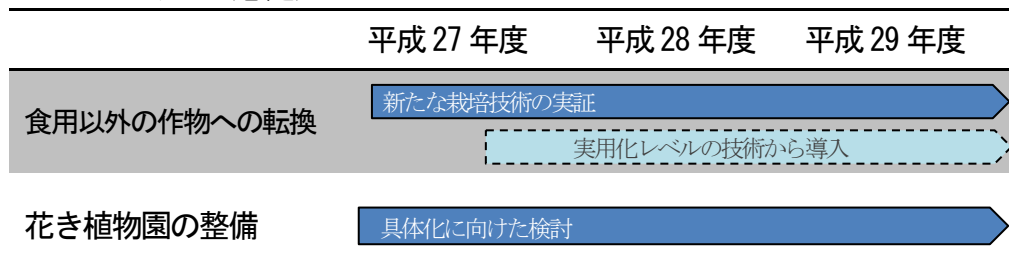 平成 27 年度 平成 28 年度 平成 29 年度
食用以外の作物への転換
新たな栽培技術の実証
実用化レベルの技術から導入
花き植物園の整備
具体化に向けた検討